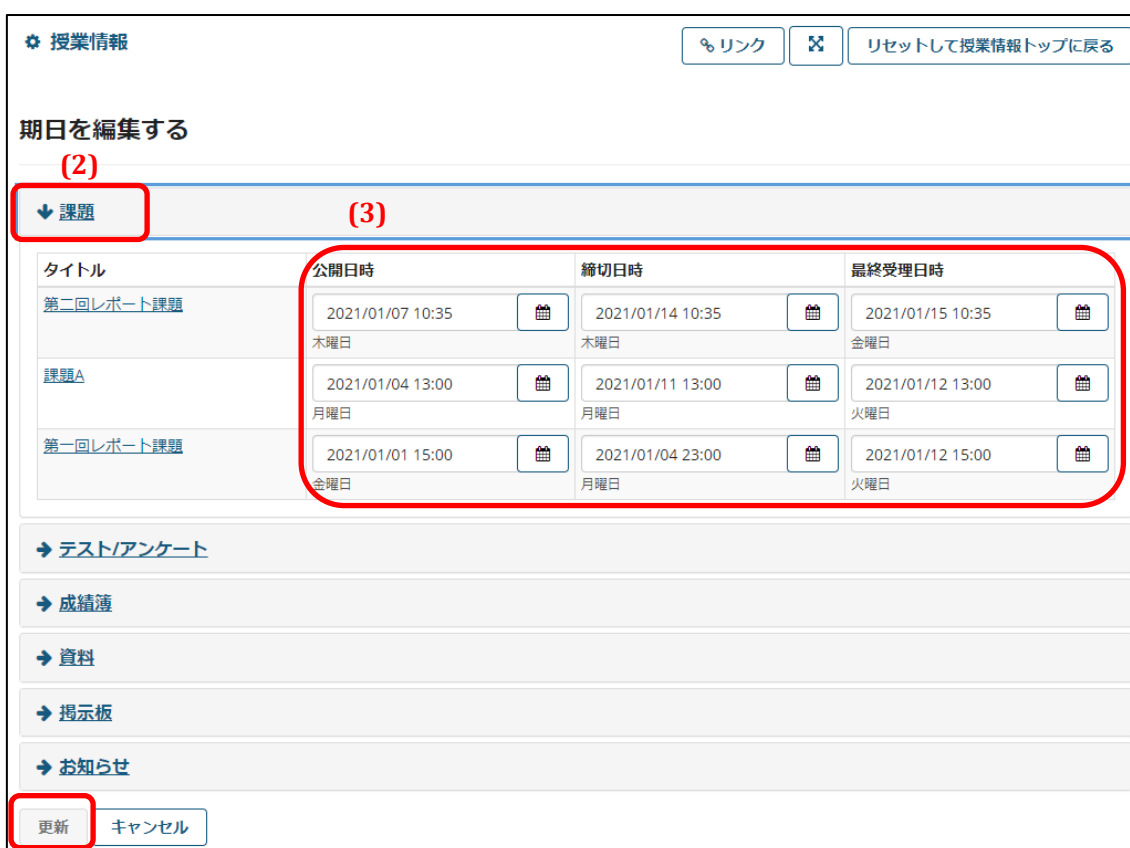 授業情報 リンク リセットして授業情報トップに戻る
期日を編集する
(2)
課題 (3)
タイトル 公開日時 締切日時 最終受理日時
第二回レポート課題 2021/01/07 10:35 2021/01/14 10:35 2021/01/15 10:35
木曜日 木曜日 金曜日
課題A 2021/01/04 13:00 2021/01/11 13:00 2021/01/12 13:00
月曜日 月曜日 火曜日
第一回レポート課題 2021/01/01 15:00 2021/01/04 23:00 2021/01/12 15:00
金曜日 月曜日 火曜日
テスト/アンケート
成績簿
資料
掲示板
お知らせ
更新 キャンセル